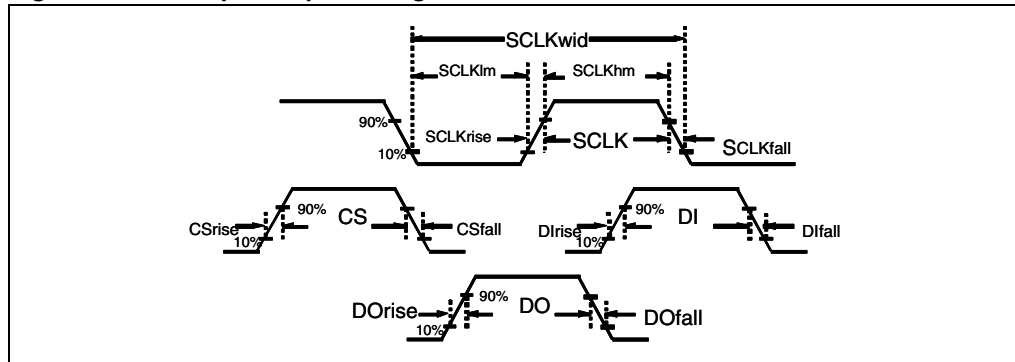 SCLKwid
SCLKlm SCLKhm
90%
SCLKrise SCLK SCLKfall
10%
90% CS 90% DI
CSrise CSfall DIrise DIfall
10% 10%
90% DO
DOrise DOfall
10%